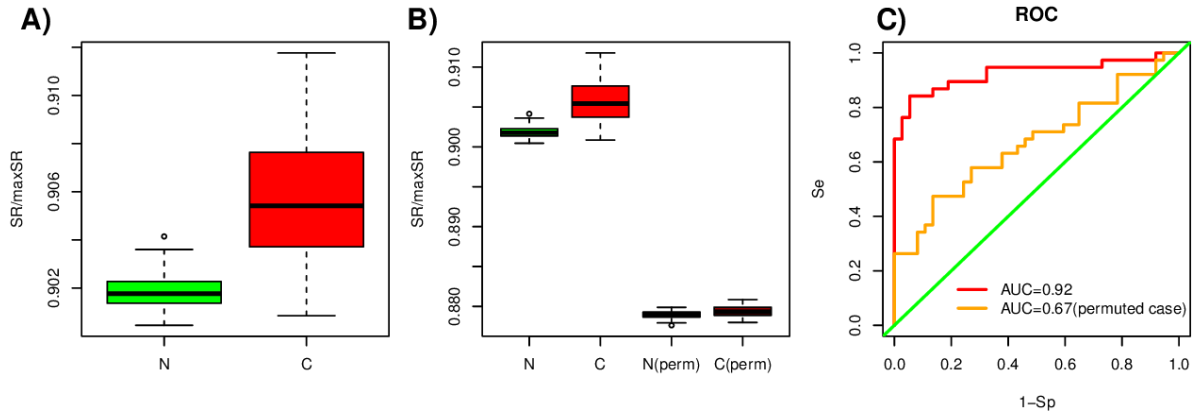 A)
SR/maxSR
0.910
0.906
0.902
N C
B)
SR/maxSR
0.910
0.900
0.890
0.880
N C N(perm) C(perm)
C)
ROC
Se
1.0
0.8
0.6
0.4
0.2
0.0
AUC=0.92
AUC=0.67(permuted case)
0.0 0.2 0.4 0.6 0.8 1.0
1−Sp